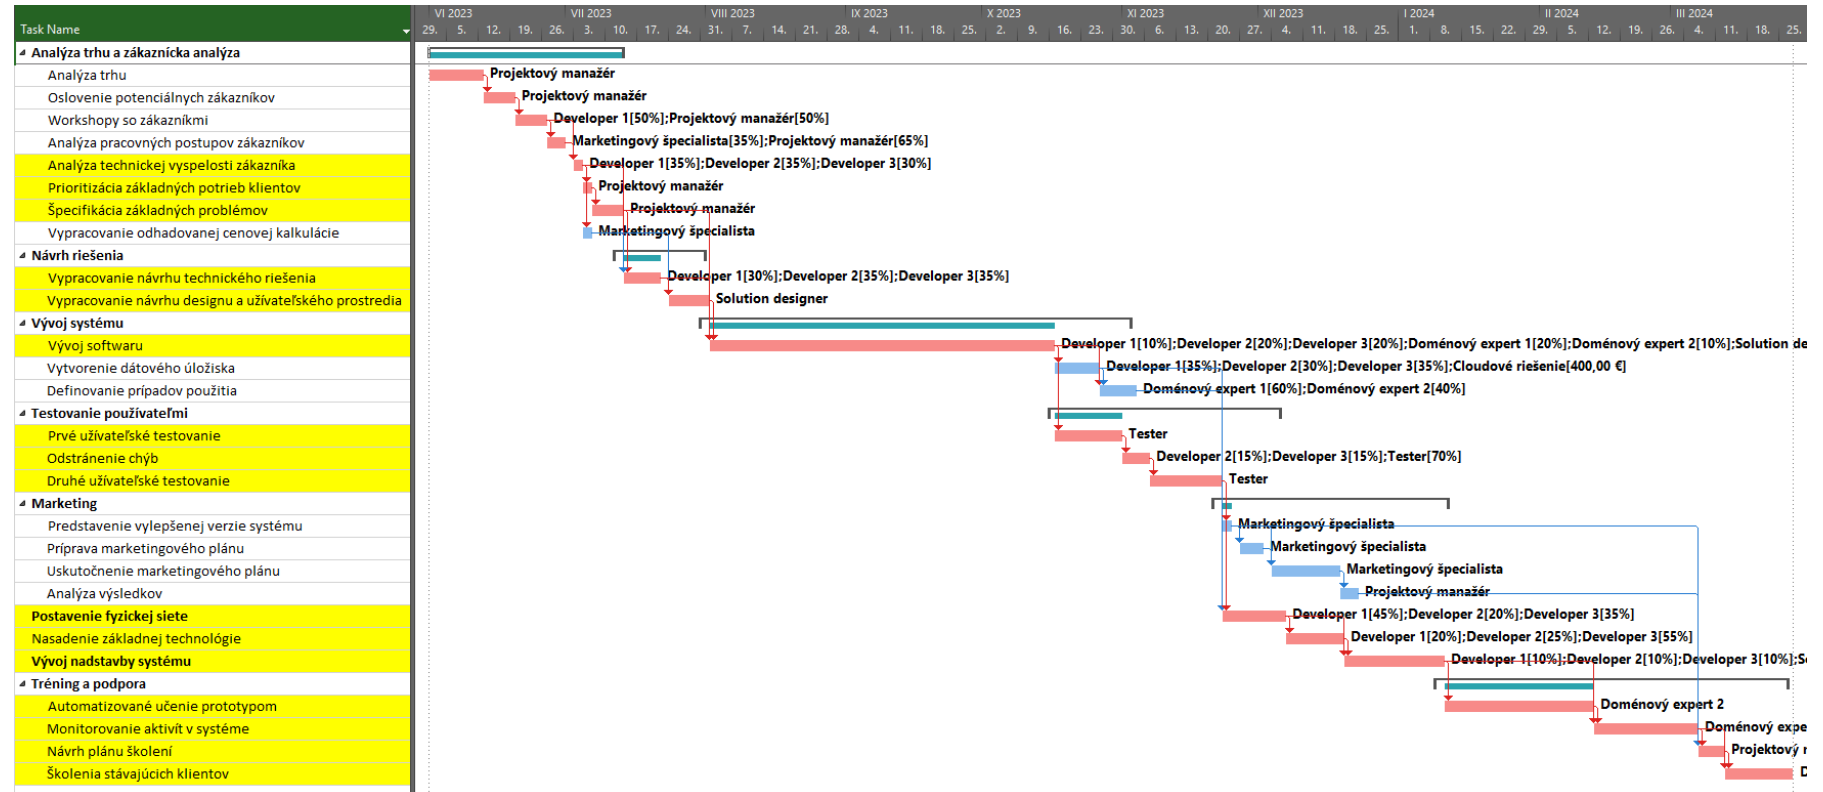 VI 2023 VII 2023 VIII 2023 IX 2023 X 2023 XI 2023 XII 2023 I 2024 II 2024 III 2024
Task Name 29. 5. 12. 19. 26. 3. 10. 17. 24. 31. 7. 14. 21. 28. 4. 11. 18. 25. 2. 9. 16. 23. 30. 6. 13. 20. 27. 4. 11. 18. 25. 1. 8. 15. 22. 29. 5. 12. 19. 26. 4. 11. 18. 25.
Analýza trhu a zákaznícka analýza
Analýza trhu Projektový manažér
Oslovenie potenciálnych zákazníkov Projektový manažér
Workshopy so zákazníkmi Developer 1[50%];Projektový manažér[50%]
Analýza pracovných postupov zákazníkov Marketingový špecialista[35%];Projektový manažér[65%]
Analýza technickej vyspelosti zákazníka Developer 1[35%];Developer 2[35%];Developer 3[30%]
Prioritizácia základných potrieb klientov Projektový manažér
Špecifikácia základných problémov Projektový manažér
Vypracovanie odhadovanej cenovej kalkulácie Marketingový špecialista
Návrh riešenia
Vypracovanie návrhu technického riešenia Developer 1[30%];Developer 2[35%];Developer 3[35%]
Vypracovanie návrhu designu a užívateľského prostredia Solution designer
Vývoj systému
Vývoj softwaru Developer 1[10%];Developer 2[20%];Developer 3[20%];Doménový expert 1[20%];Doménový expert 2[10%];Solution de
Vytvorenie dátového úložiska Developer 1[35%];Developer 2[30%];Developer 3[35%];Cloudové riešenie[400,00 €]
Definovanie prípadov použitia Doménový expert 1[60%];Doménový expert 2[40%]
Testovanie používateľmi
Prvé užívateľské testovanie Tester
Odstránenie chýb Developer 2[15%];Developer 3[15%];Tester[70%]
Druhé užívateľské testovanie Tester
Marketing
Predstavenie vylepšenej verzie systému Marketingový špecialista
Príprava marketingového plánu Marketingový špecialista
Uskutočnenie marketingového plánu Marketingový špecialista
Analýza výsledkov Projektový manažér
Postavenie fyzickej siete Developer 1[45%];Developer 2[20%];Developer 3[35%]
Nasadenie základnej technológie Developer 1[20%];Developer 2[25%];Developer 3[55%]
Vývoj nadstavby systému Developer 1[10%];Developer 2[10%];Developer 3[10%];S
Tréning a podpora
Automatizované učenie prototypom Doménový expert 2
Monitorovanie aktivít v systéme Doménový expe
Návrh plánu školení Projektový
Školenia stávajúcich klientov